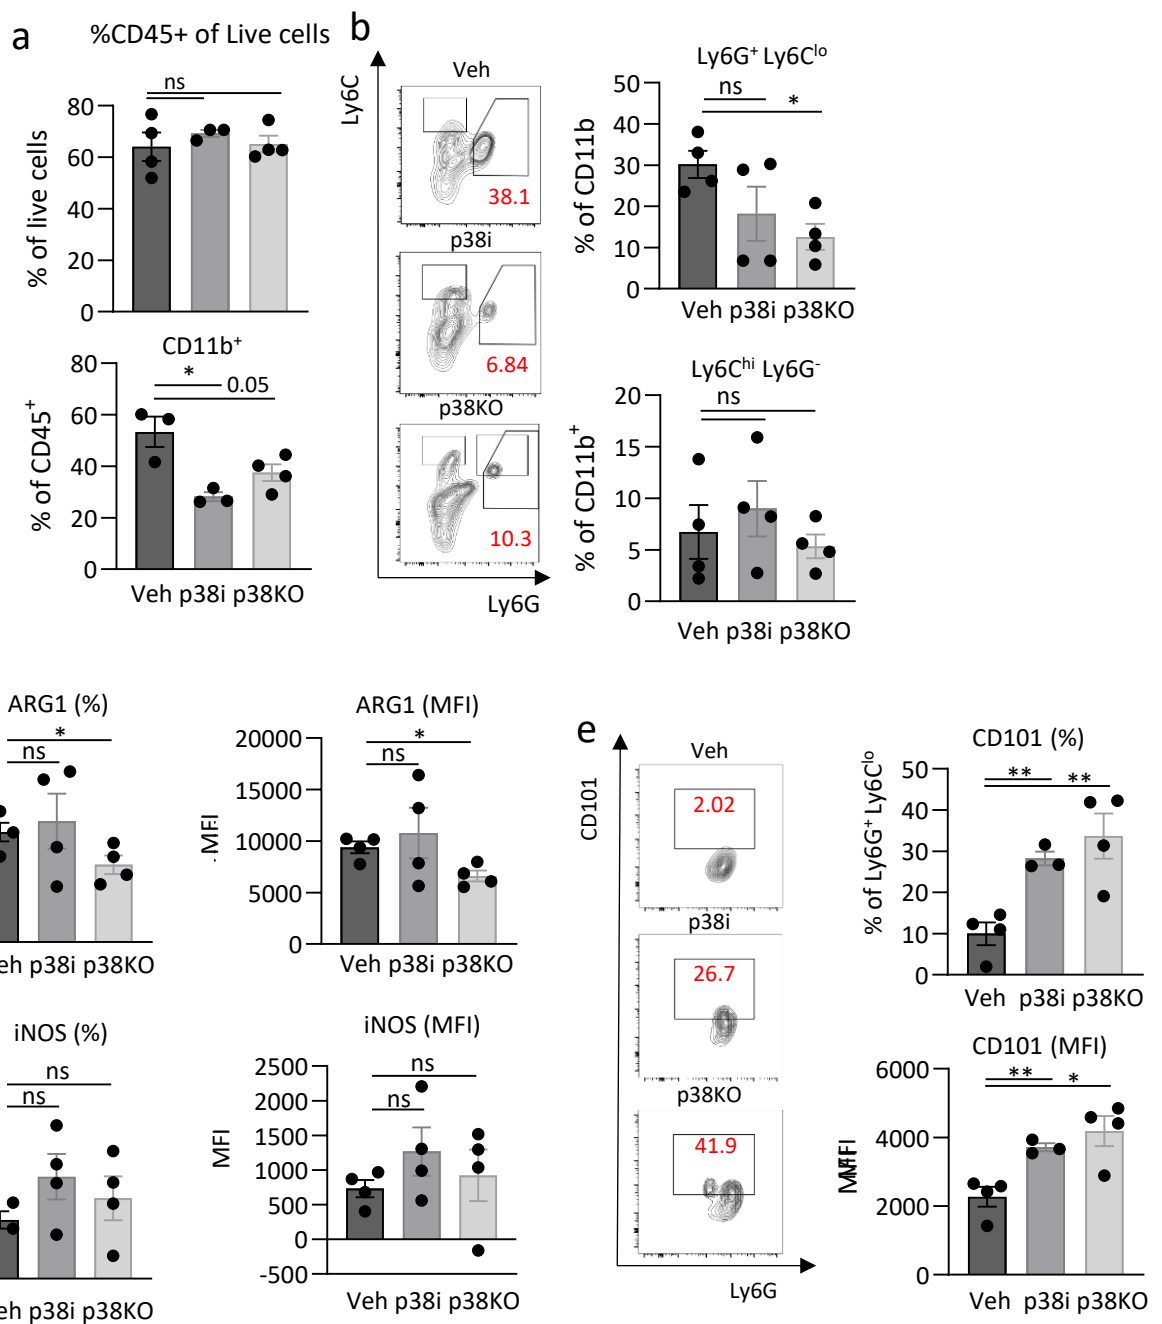 a
%CD45+ of Live cells
ns
% of live cells
80
60
40
20
0
CD11b+
*
0.05
% of CD45+
80
60
40
20
0
Veh p38i p38KO
b
Ly6C
Veh
38.1
p38i
6.84
p38KO
10.3
Ly6G
Ly6G+ Ly6Clo
ns
*
% of CD11b
50
40
30
20
10
0
Veh p38i p38KO
Ly6Chi Ly6G-
ns
% of CD11b+
20
15
10
5
0
Veh p38i p38KO
ARG1 (%)
*
ns
eh p38i p38KO
ARG1 (MFI)
*
ns
MFI
20000
15000
10000
5000
0
Veh p38i p38KO
iNOS (%)
ns
ns
eh p38i p38KO
iNOS (MFI)
ns
ns
MFI
2500
2000
1500
1000
500
0
-500
Veh p38i p38KO
e
CD101
Veh
2.02
p38i
26.7
p38KO
41.9
Ly6G
CD101 (%)
** **
% of Ly6G+ Ly6Clo
50
40
30
20
10
0
Veh p38i p38KO
CD101 (MFI)
** *
MFI
6000
4000
2000
0
Veh p38i p38KO